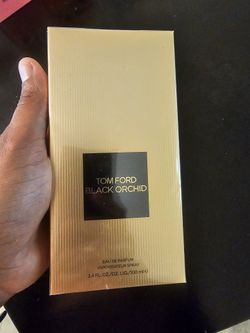 TOM FORD
BLACK ORCHID
EAU DE PARFUM
VAPORISATEUR SPRAY
3.4 FL.OZ./OZ. LIQ./100 ml ℮